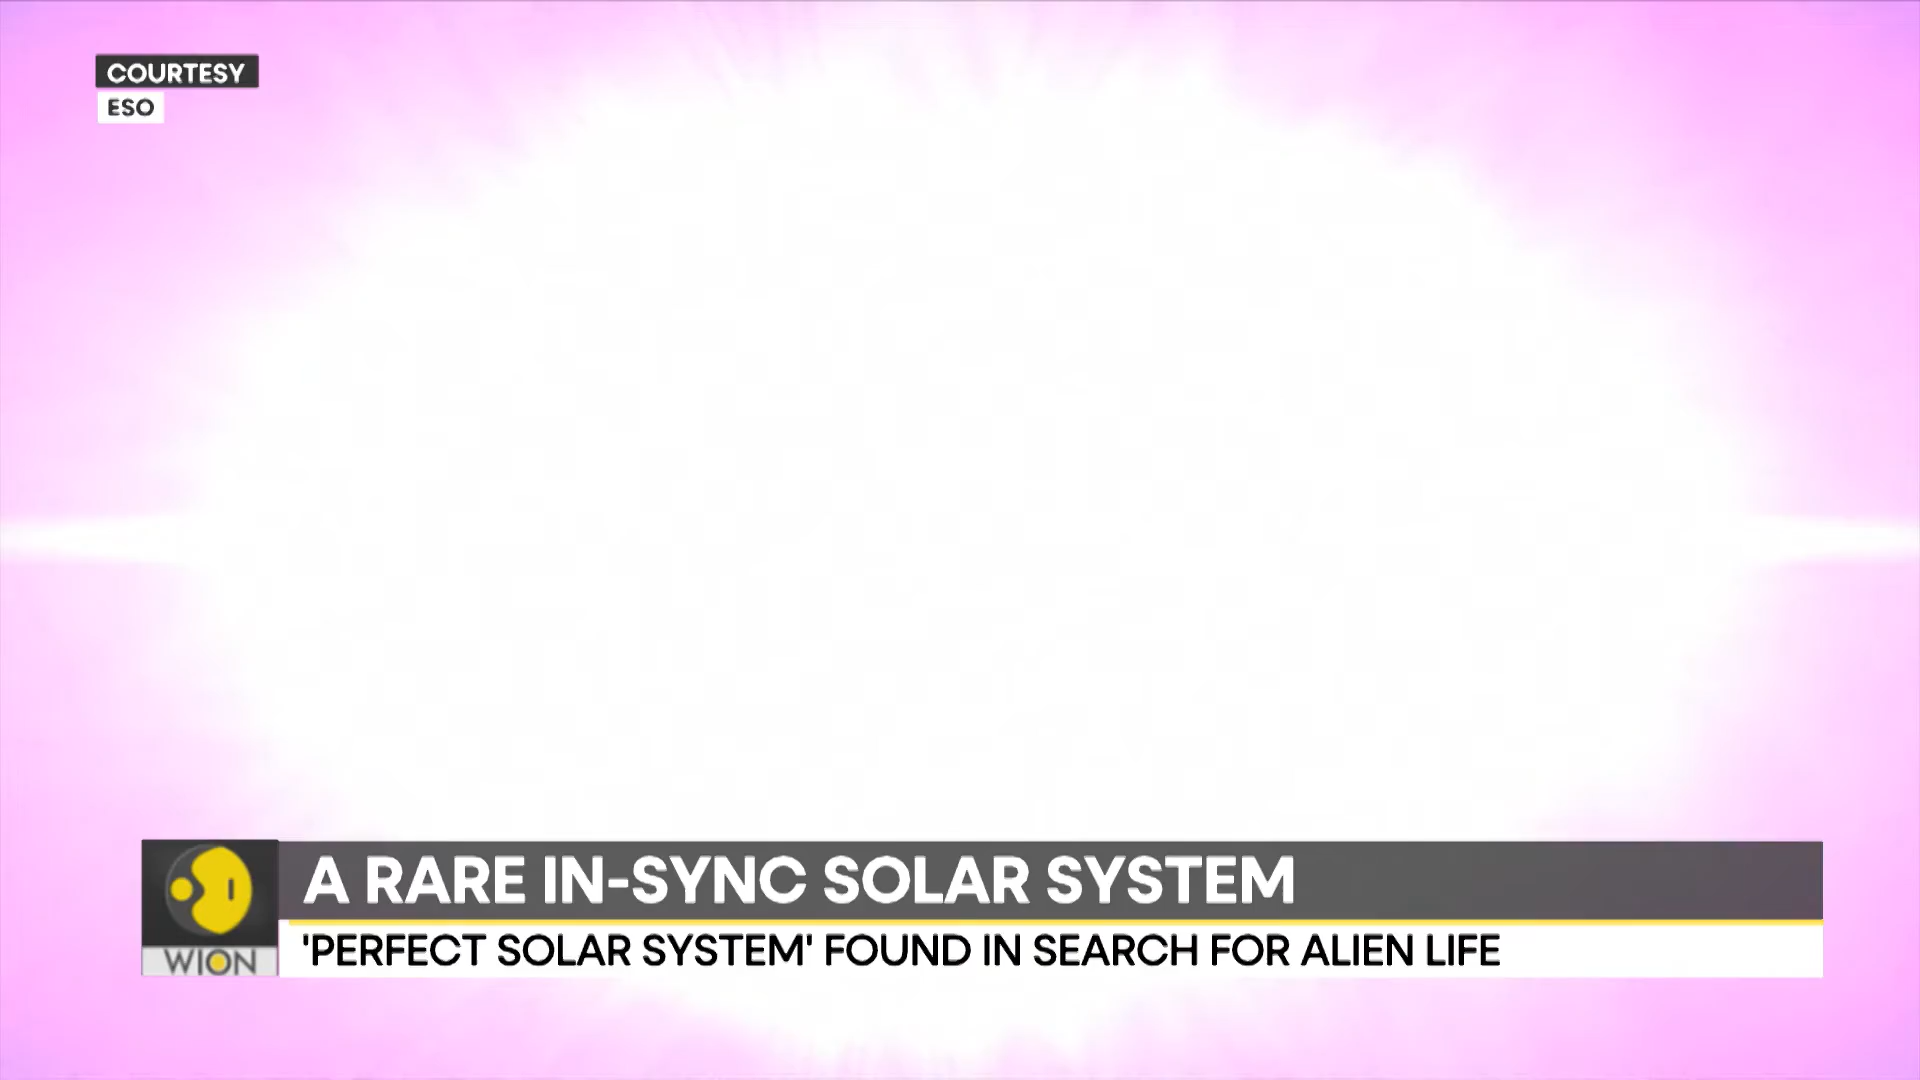 COURTESY
ESO
A RARE IN-SYNC SOLAR SYSTEM
'PERFECT SOLAR SYSTEM' FOUND IN SEARCH FOR ALIEN LIFE
WION